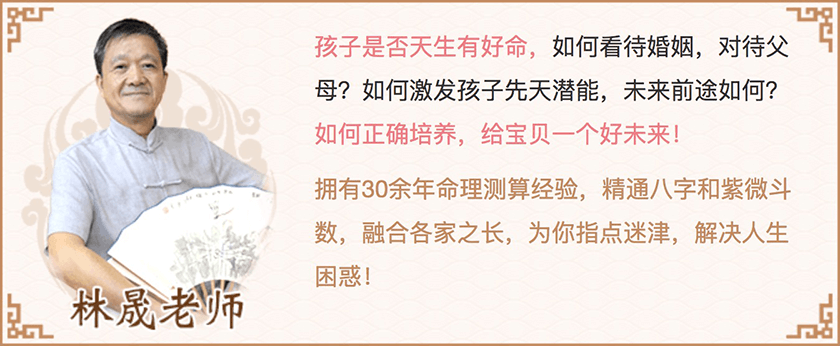 孩子是否天生有好命，如何看待婚姻，对待父
母？如何激发孩子先天潜能，未来前途如何？
如何正确培养，给宝贝一个好未来！
拥有30余年命理测算经验，精通八字和紫微斗
数，融合各家之长，为你指点迷津，解决人生
困惑！
林晟老师